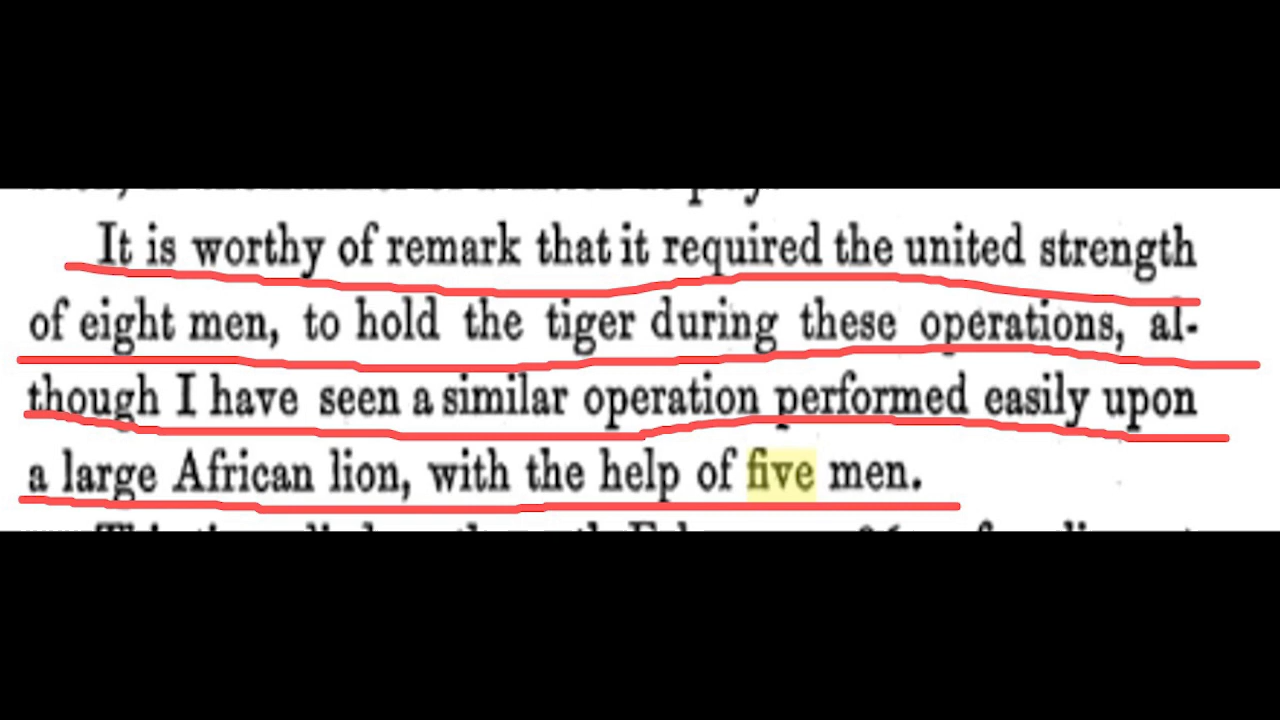 It is worthy of remark that it required the united strength
of eight men, to hold the tiger during these operations, al-
though I have seen a similar operation performed easily upon
a large African lion, with the help of five men.